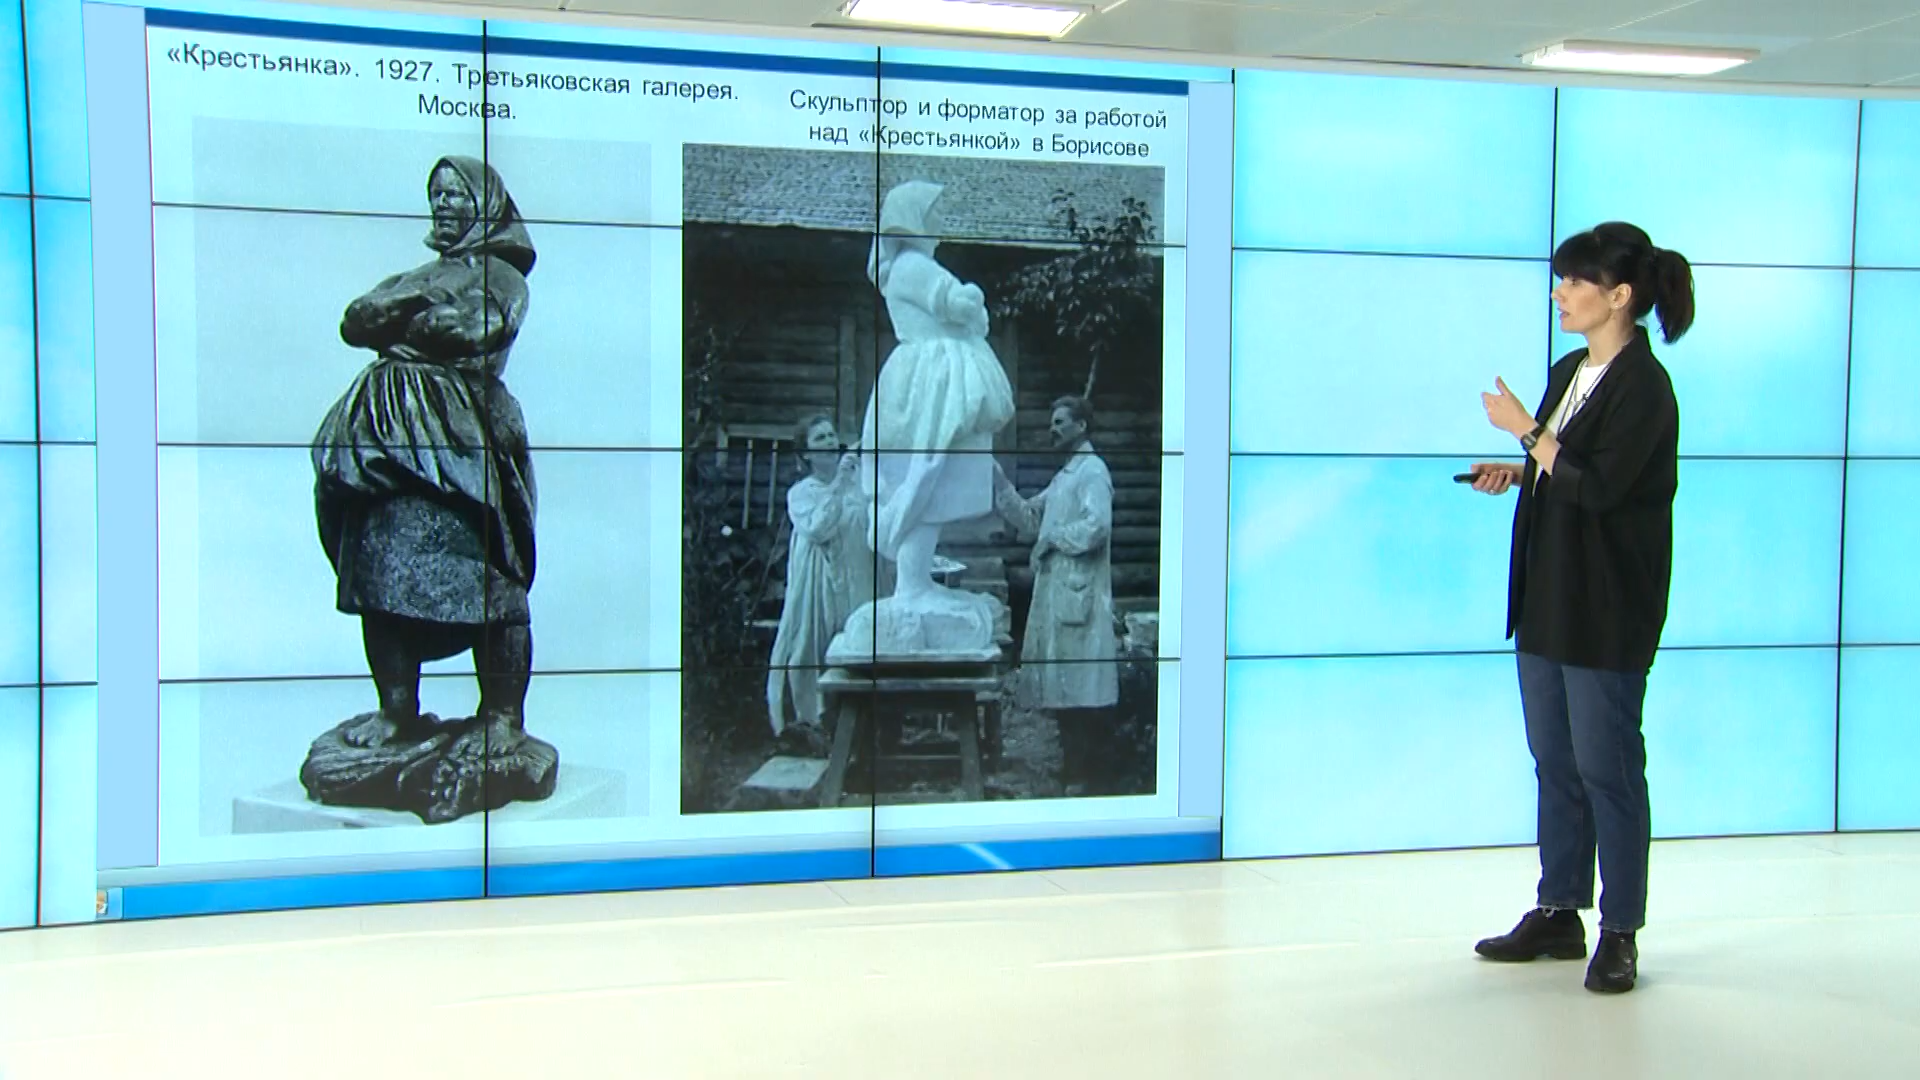 «Крестьянка». 1927. Третьяковская галерея.
Москва.
Скульптор и форматор за работой
над «Крестьянкой» в Борисове